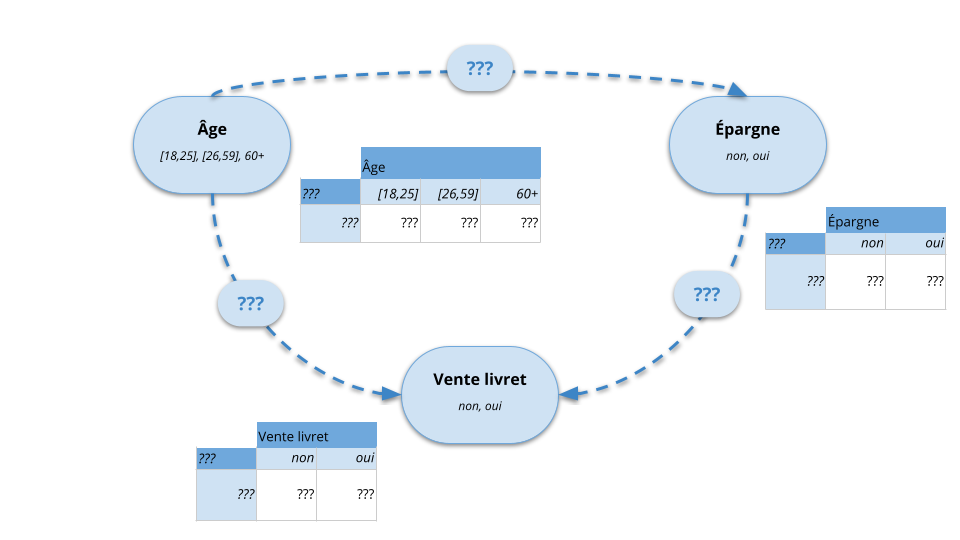 ???
Âge
[18,25], [26,59], 60+
Épargne
non, oui
Âge
??? [18,25] [26,59] 60+
??? ??? ??? ???
Épargne
??? non oui
??? ??? ???
???
???
Vente livret
non, oui
Vente livret
??? non oui
??? ??? ???